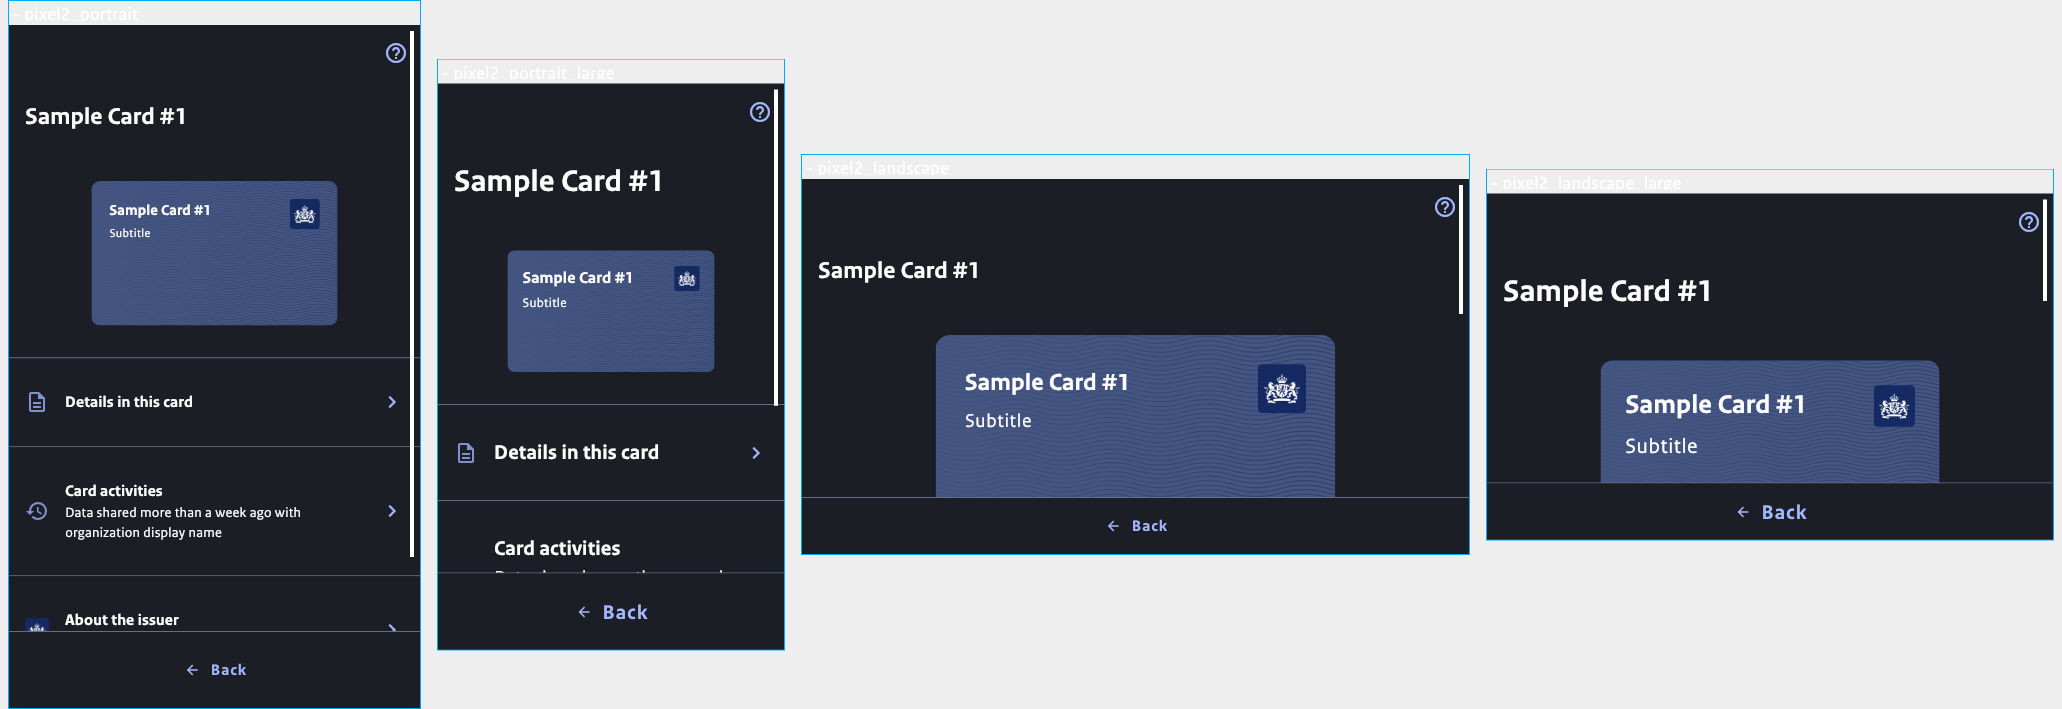 - pixel2_portrait
Sample Card #1
Sample Card #1
Subtitle
Details in this card
Card activities
Data shared more than a week ago with
organization display name
About the issuer
Back
- pixel2_portrait_large
Sample Card #1
Sample Card #1
Subtitle
Details in this card
Card activities
Back
- pixel2_landscape
Sample Card #1
Sample Card #1
Subtitle
Back
- pixel2_landscape_large
Sample Card #1
Sample Card #1
Subtitle
Back